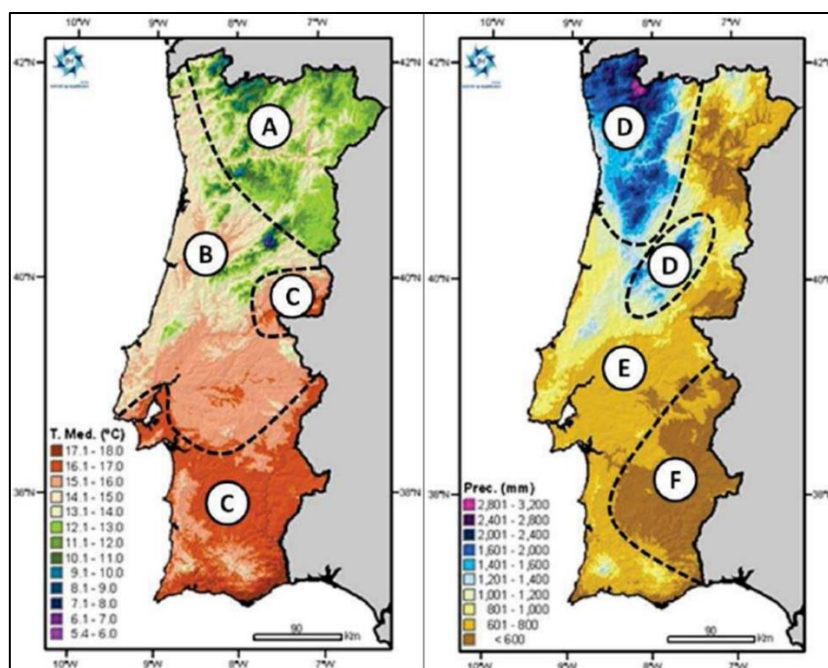 10°W 9°W 8°W 7°W
42°N
40°N
38°N
A
B
C
C
T. Med. (°C)
17.1 - 18.0
16.1 - 17.0
15.1 - 16.0
14.1 - 15.0
13.1 - 14.0
12.1 - 13.0
11.1 - 12.0
10.1 - 11.0
9.1 - 10.0
8.1 - 9.0
7.1 - 8.0
6.1 - 7.0
5.4 - 6.0
90
km
10°W 9°W 8°W 7°W
10°W 9°W 8°W 7°W
42°N
42°N
40°N
40°N
38°N
38°N
D
D
E
F
Prec. (mm)
2,801 - 3,200
2,401 - 2,800
2,001 - 2,400
1,601 - 2,000
1,401 - 1,600
1,201 - 1,400
1,001 - 1,200
801 - 1,000
601 - 800
< 600
90
km
10°W 9°W 8°W 7°W